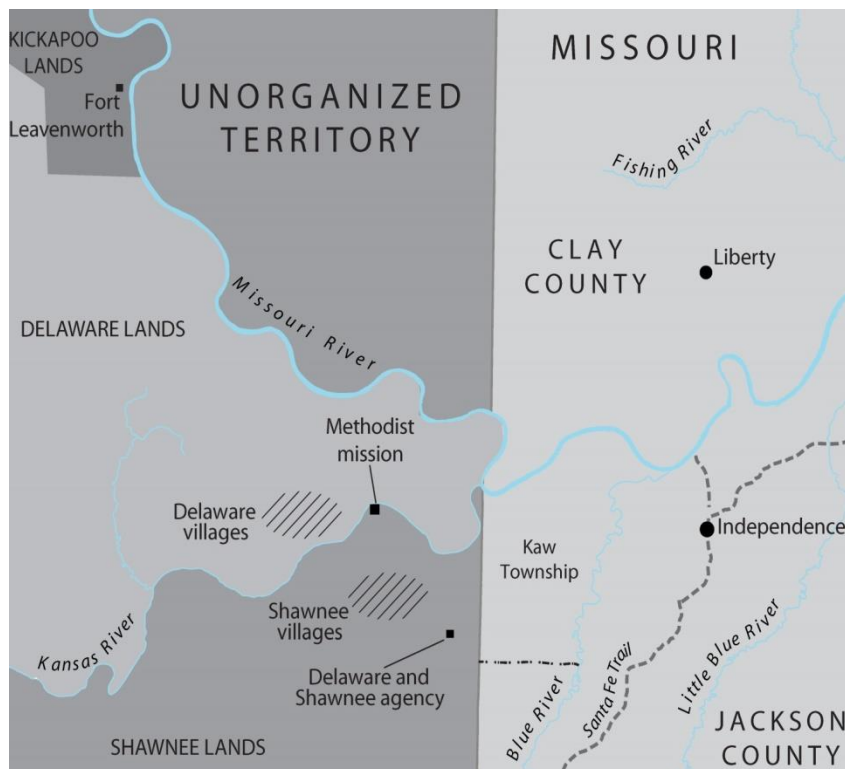 KICKAPOO
LANDS
Fort
Leavenworth
UNORGANIZED
TERRITORY
MISSOURI
Fishing River
CLAY
COUNTY
Liberty
Missouri River
DELAWARE LANDS
Methodist
mission
Delaware
villages
Independence
Kaw
Township
Shawnee
villages
Kansas River
Delaware and
Shawnee agency
Blue River
Santa Fe Trail
Little Blue River
SHAWNEE LANDS
JACKSON
COUNTY